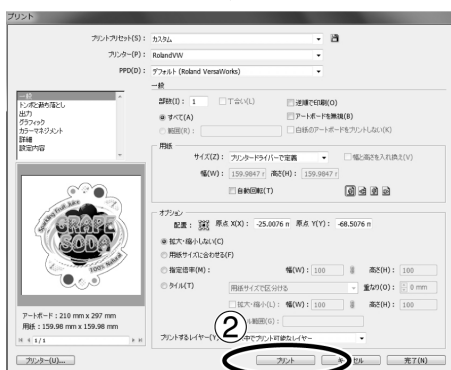 プリント
プリントプリセット(S)： カスタム
プリンター(P)： RolandVW
PPD(D)： デフォルト (Roland VersaWorks)
一般
トンボと裁ち落とし
出力
グラフィック
カラーマネジメント
詳細
設定内容
一般
部数(I)： 1 丁合い(L) 逆順で印刷(O)
すべて(A) アートボードを無視(B)
範囲(R)： 白紙のアートボードをプリントしない(K)
用紙
サイズ(Z)： プリンタードライバーで定義 幅と高さを入れ換え(V)
幅(W)： 159.9847 r 高さ(H)： 159.9847 r
自動回転(T)
オプション
配置： 原点 X(X)： -25.0076 m 原点 Y(Y)： -68.5076 m
拡大・縮小しない(C)
用紙サイズに合わせる(F)
指定倍率(M)： 幅(W)： 100 高さ(H)： 100
タイル(T) 用紙サイズで区分ける 重なり(O)： 0 mm
拡大・縮小(L)： 幅(W)： 100 高さ(H)： 100
ル範囲(G)：
プリントするレイヤー(Y) 中でプリント可能なレイヤー
②
Sparkling Fruit Juice
GRAPE
SODA
100% Natural
アートボード：210 mm x 297 mm
用紙：159.98 mm x 159.98 mm
1 / 1
プリンター(U)... プリント キ セル 完了(N)